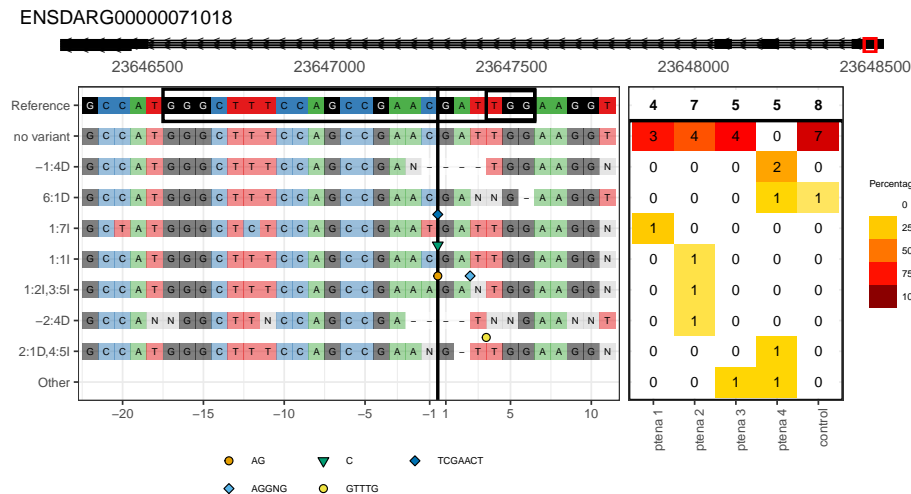 ENSDARG00000071018
23646500 23647000 23647500 23648000 23648500
Reference G C C A T G G G C T T T C C A G C C G A A C G A T T G G A A G G T 4 7 5 5 8
no variant G C C A T G G G C T T T C C A G C C G A A C G A T T G G A A G G T 3 4 4 0 7
−1:4D G C C A T G G G C T T T C C A G C C G A N - - - - T G G A A G G N 0 0 0 2 0
6:1D G C C A T G G G C T T T C C A G C C G A A C G A N N G - A A G G T 0 0 0 1 1
1:7I G C T A T G G G C T C T C C A G C C G A A T G A T T G G A A G G N 1 0 0 0 0
1:1I G C C A T G G G C T T T C C A G C C G A A C G A T T G G A A G G N 0 1 0 0 0
1:2I,3:5I G C C A T G G G C T T T C C A G C C G A A A G A N T G G A A G G N 0 1 0 0 0
−2:4D G C C A N N G G C T T N C C A G C C G A - - - - T N N G A A N N T 0 1 0 0 0
2:1D,4:5I G C C A T G G G C T T T C C A G C C G A A N G - T T G G A A G G N 0 0 0 1 0
Other 0 0 1 1 0
−20 −15 −10 −5 −1 1 5 10
ptena 1 ptena 2 ptena 3 ptena 4 control
Percentag
0
25
50
75
10
AG C TCGAACT
AGGNG GTTTG